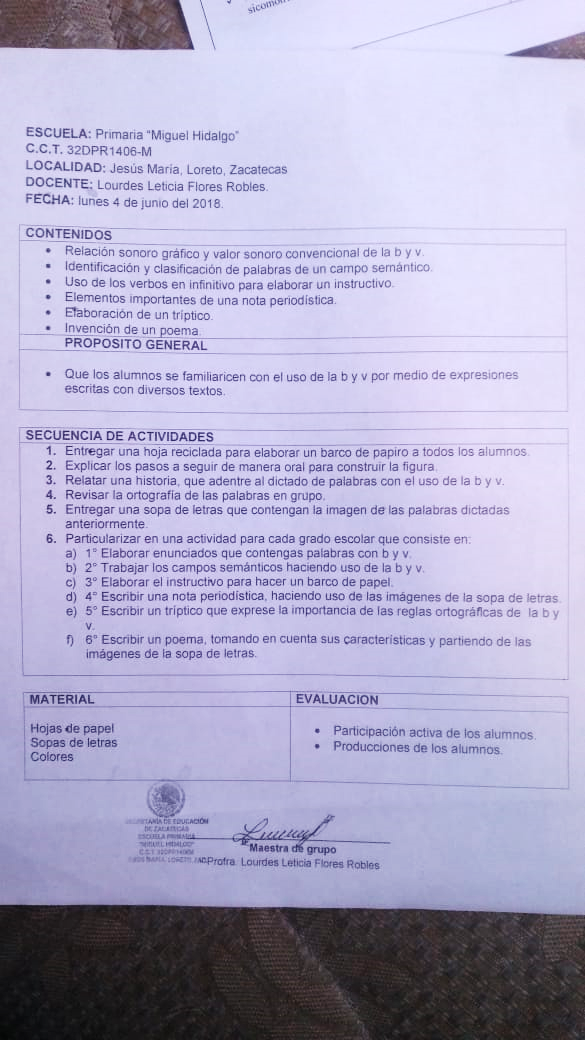 sicomo
ESCUELA: Primaria "Miguel Hidalgo"
C.C.T. 32DPR1406-M
LOCALIDAD: Jesús María, Loreto, Zacatecas
DOCENTE: Lourdes Leticia Flores Robles.
FECHA: lunes 4 de junio del 2018.
CONTENIDOS
• Relación sonoro gráfico y valor sonoro convencional de la b y v.
• Identificación y clasificación de palabras de un campo semántico.
• Uso de los verbos en infinitivo para elaborar un instructivo.
• Elementos importantes de una nota periodística.
• Elaboración de un tríptico.
• Invención de un poema.
PROPOSITO GENERAL
• Que los alumnos se familiaricen con el uso de la b y v por medio de expresiones
escritas con diversos textos.
SECUENCIA DE ACTIVIDADES
1. Entregar una hoja reciclada para elaborar un barco de papiro a todos los alumnos.
2. Explicar los pasos a seguir de manera oral para construir la figura.
3. Relatar una historia, que adentre al dictado de palabras con el uso de la b y v.
4. Revisar la ortografía de las palabras en grupo.
5. Entregar una sopa de letras que contengan la imagen de las palabras dictadas
anteriormente.
6. Particularizar en una actividad para cada grado escolar que consiste en:
a) 1° Elaborar enunciados que contengas palabras con b y v.
b) 2° Trabajar los campos semánticos haciendo uso de la b y v.
c) 3° Elaborar el instructivo para hacer un barco de papel.
d) 4° Escribir una nota periodística, haciendo uso de las imágenes de la sopa de letras.
e) 5° Escribir un tríptico que exprese la importancia de las reglas ortográficas de la b y
v.
f) 6° Escribir un poema, tomando en cuenta sus características y partiendo de las
imágenes de la sopa de letras.
MATERIAL
Hojas de papel
Sopas de letras
Colores
EVALUACION
• Participación activa de los alumnos.
• Producciones de los alumnos.
SECRETARÍA DE EDUCACIÓN
DE ZACATECAS
ESCUELA PRIMARIA
"MIGUEL HIDALGO"
C.C.T. 32DPR1406M
JESÚS MARÍA, LORETO, ZAC.
Maestra de grupo
Profra. Lourdes Leticia Flores Robles